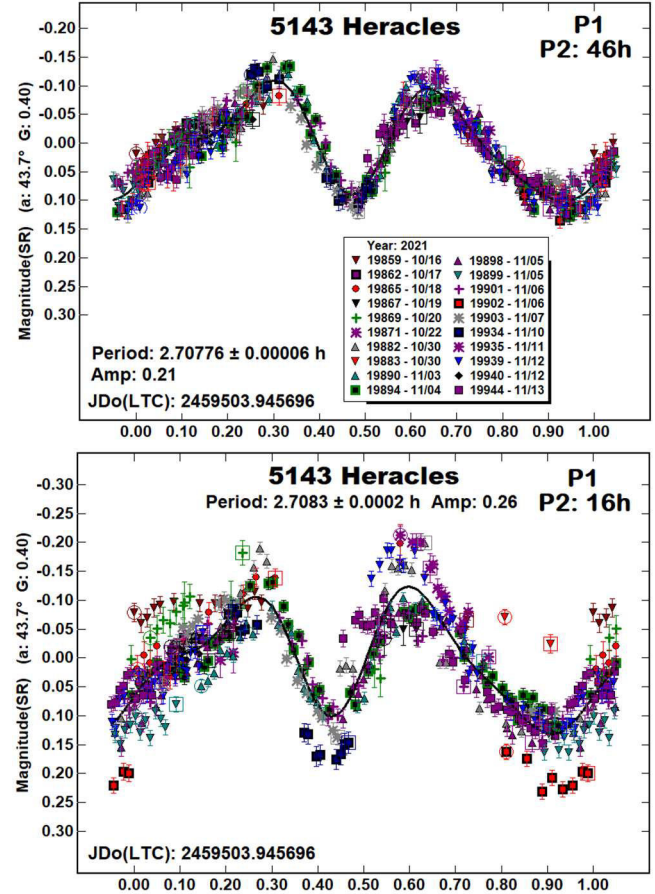 5143 Heracles
P1
P2: 46h
-0.20
-0.15
-0.10
-0.05
0.00
0.05
0.10
0.15
0.20
0.25
0.30
Magnitude(SR) (a: 43.7° G: 0.40)
Year: 2021
19859 - 10/16 19898 - 11/05
19862 - 10/17 19899 - 11/05
19865 - 10/18 19901 - 11/06
19867 - 10/19 19902 - 11/06
19869 - 10/20 19903 - 11/07
19871 - 10/22 19934 - 11/10
19882 - 10/30 19935 - 11/11
19883 - 10/30 19939 - 11/12
19890 - 11/03 19940 - 11/12
19894 - 11/04 19944 - 11/13
Period: 2.70776 ± 0.00006 h
Amp: 0.21
JDo(LTC): 2459503.945696
0.00 0.10 0.20 0.30 0.40 0.50 0.60 0.70 0.80 0.90 1.00
5143 Heracles
P1
Period: 2.7083 ± 0.0002 h Amp: 0.26
P2: 16h
-0.30
-0.25
-0.20
-0.15
-0.10
-0.05
0.00
0.05
0.10
0.15
0.20
0.25
0.30
Magnitude(SR) (a: 43.7° G: 0.40)
JDo(LTC): 2459503.945696
0.00 0.10 0.20 0.30 0.40 0.50 0.60 0.70 0.80 0.90 1.00